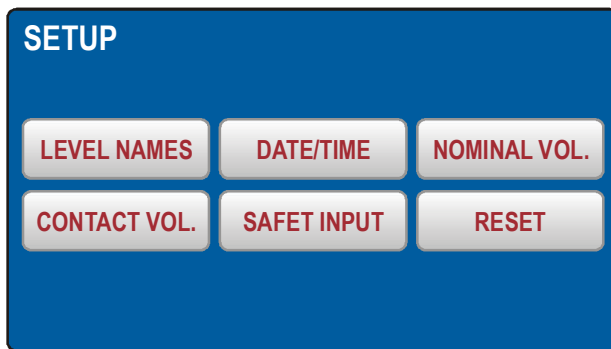 SETUP
LEVEL NAMES DATE/TIME NOMINAL VOL.
CONTACT VOL. SAFET INPUT RESET